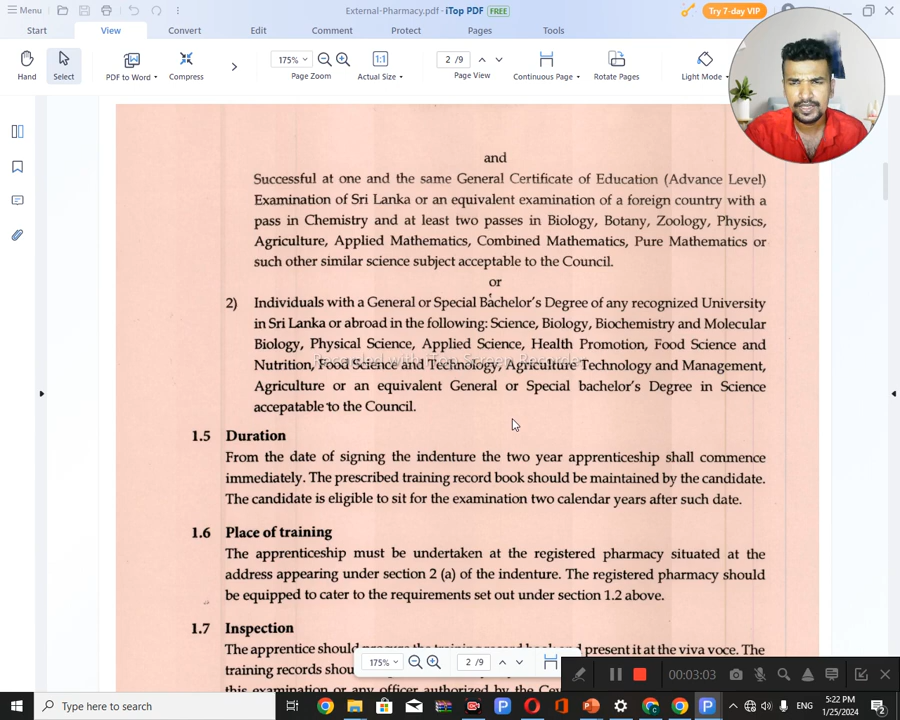 Menu
External-Pharmacy.pdf - iTop PDF FREE
Try 7-day VIP
Start View Convert Edit Comment Protect Pages Tools
Hand Select PDF to Word Compress 175% Page Zoom 1:1 Actual Size 2 /9 Page View Continuous Page Rotate Pages Light Mode
and
Successful at one and the same General Certificate of Education (Advance Level)
Examination of Sri Lanka or an equivalent examination of a foreign country with a
pass in Chemistry and at least two passes in Biology, Botany, Zoology, Physics,
Agriculture, Applied Mathematics, Combined Mathematics, Pure Mathematics or
such other similar science subject acceptable to the Council.
or
2) Individuals with a General or Special Bachelor's Degree of any recognized University
in Sri Lanka or abroad in the following: Science, Biology, Biochemistry and Molecular
Biology, Physical Science, Applied Science, Health Promotion, Food Science and
Nutrition, Food Science and Technology, Agriculture Technology and Management,
Agriculture or an equivalent General or Special bachelor's Degree in Science
accepatable to the Council.
1.5 Duration
From the date of signing the indenture the two year apprenticeship shall commence
immediately. The prescribed training record book should be maintained by the candidate.
The candidate is eligible to sit for the examination two calendar years after such date.
1.6 Place of training
The apprenticeship must be undertaken at the registered pharmacy situated at the
address appearing under section 2 (a) of the indenture. The registered pharmacy should
be equipped to cater to the requirements set out under section 1.2 above.
1.7 Inspection
The apprentice should present it at the viva voce. The
training records shou
175% 2 /9
00:03:03
Type here to search
ENG
5:22 PM
1/25/2024
2